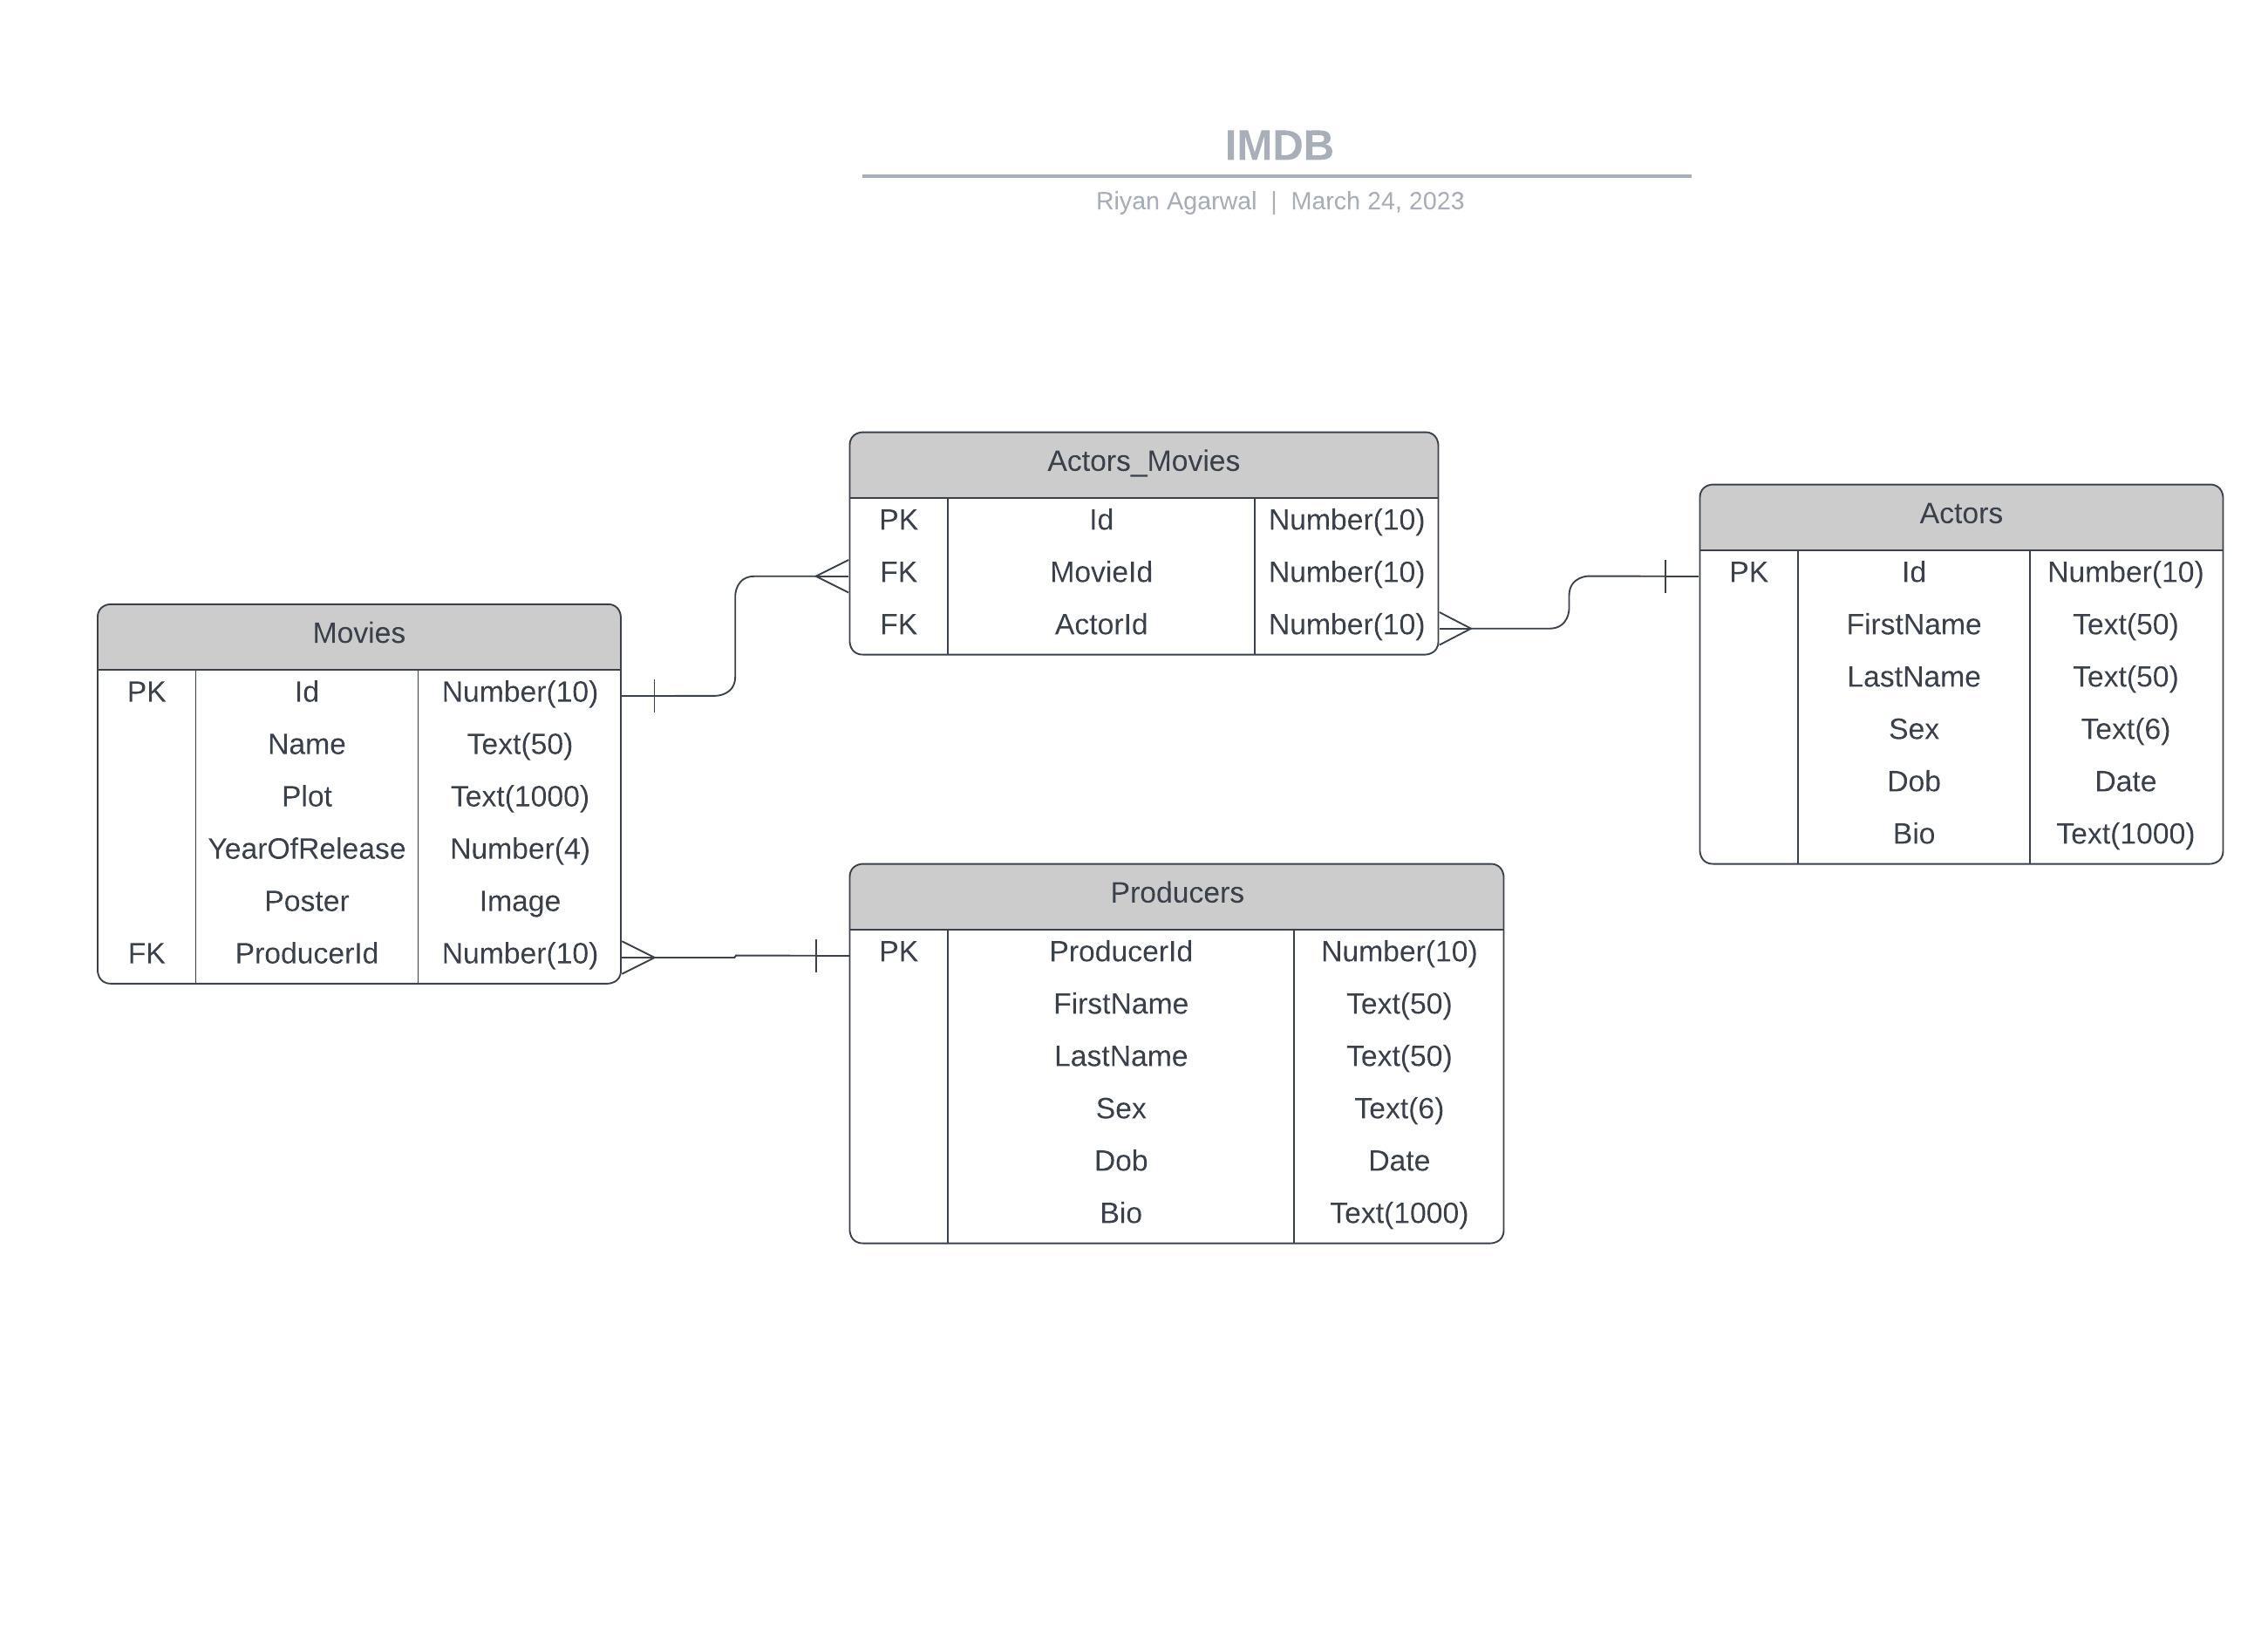 IMDB
Riyan Agarwal | March 24, 2023
Actors_Movies
PK Id Number(10)
FK MovieId Number(10)
FK ActorId Number(10)
Actors
PK Id Number(10)
FirstName Text(50)
LastName Text(50)
Sex Text(6)
Dob Date
Bio Text(1000)
Movies
PK Id Number(10)
Name Text(50)
Plot Text(1000)
YearOfRelease Number(4)
Poster Image
FK ProducerId Number(10)
Producers
PK ProducerId Number(10)
FirstName Text(50)
LastName Text(50)
Sex Text(6)
Dob Date
Bio Text(1000)